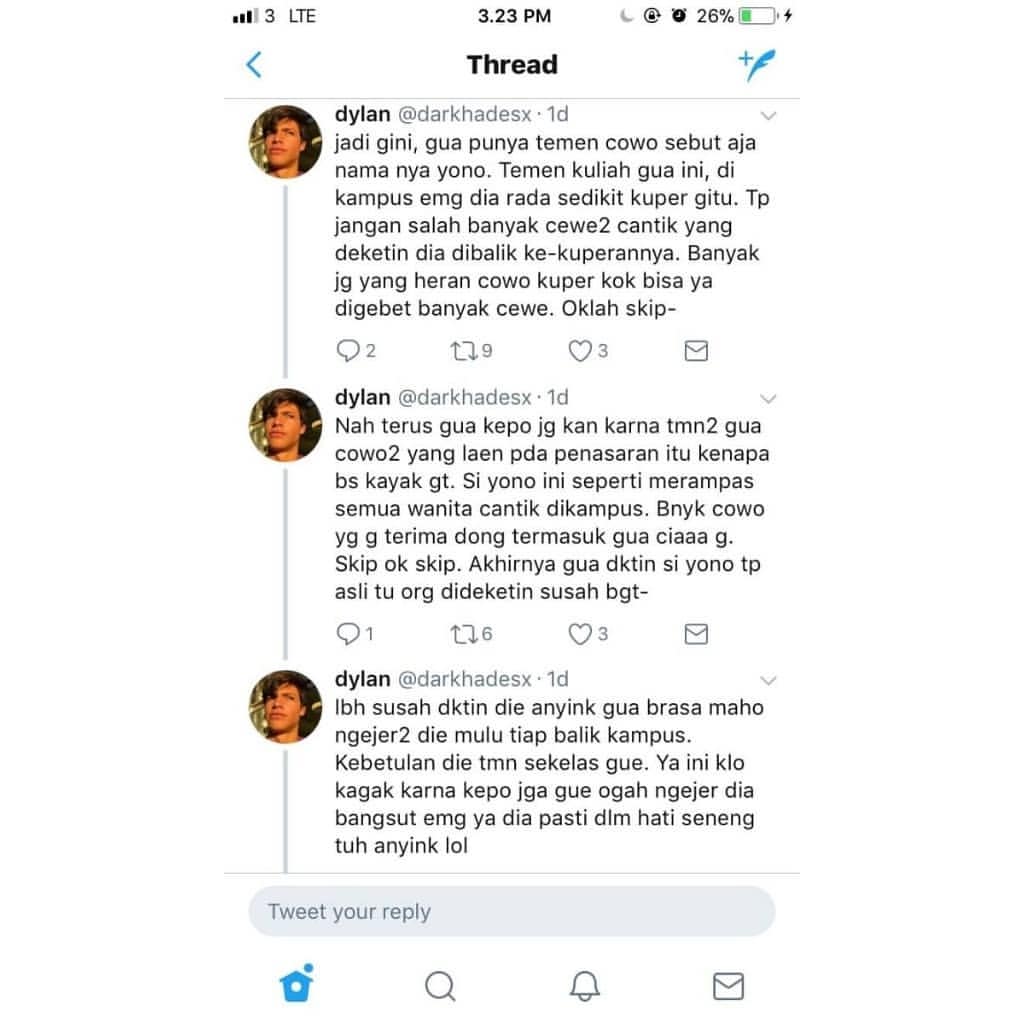 3 LTE 3.23 PM 26%
Thread
dylan @darkhadesx · 1d
jadi gini, gua punya temen cowo sebut aja
nama nya yono. Temen kuliah gua ini, di
kampus emg dia rada sedikit kuper gitu. Tp
jangan salah banyak cewe2 cantik yang
deketin dia dibalik ke-kuperannya. Banyak
jg yang heran cowo kuper kok bisa ya
digebet banyak cewe. Oklah skip-
2 9 3
dylan @darkhadesx · 1d
Nah terus gua kepo jg kan karna tmn2 gua
cowo2 yang laen pda penasaran itu kenapa
bs kayak gt. Si yono ini seperti merampas
semua wanita cantik dikampus. Bnyk cowo
yg g terima dong termasuk gua ciaaa g.
Skip ok skip. Akhirnya gua dktin si yono tp
asli tu org dideketin susah bgt-
1 6 3
dylan @darkhadesx · 1d
lbh susah dktin die anyink gua brasa maho
ngejer2 die mulu tiap balik kampus.
Kebetulan die tmn sekelas gue. Ya ini klo
kagak karna kepo jga gue ogah ngejer dia
bangsut emg ya dia pasti dlm hati seneng
tuh anyink lol
Tweet your reply